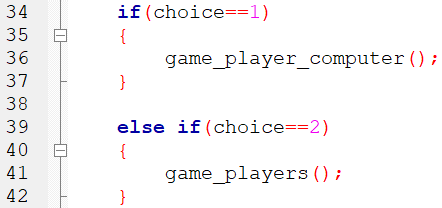 34 if(choice==1)
35 {
36 game_player_computer();
37 }
38
39 else if(choice==2)
40 {
41 game_players();
42 }